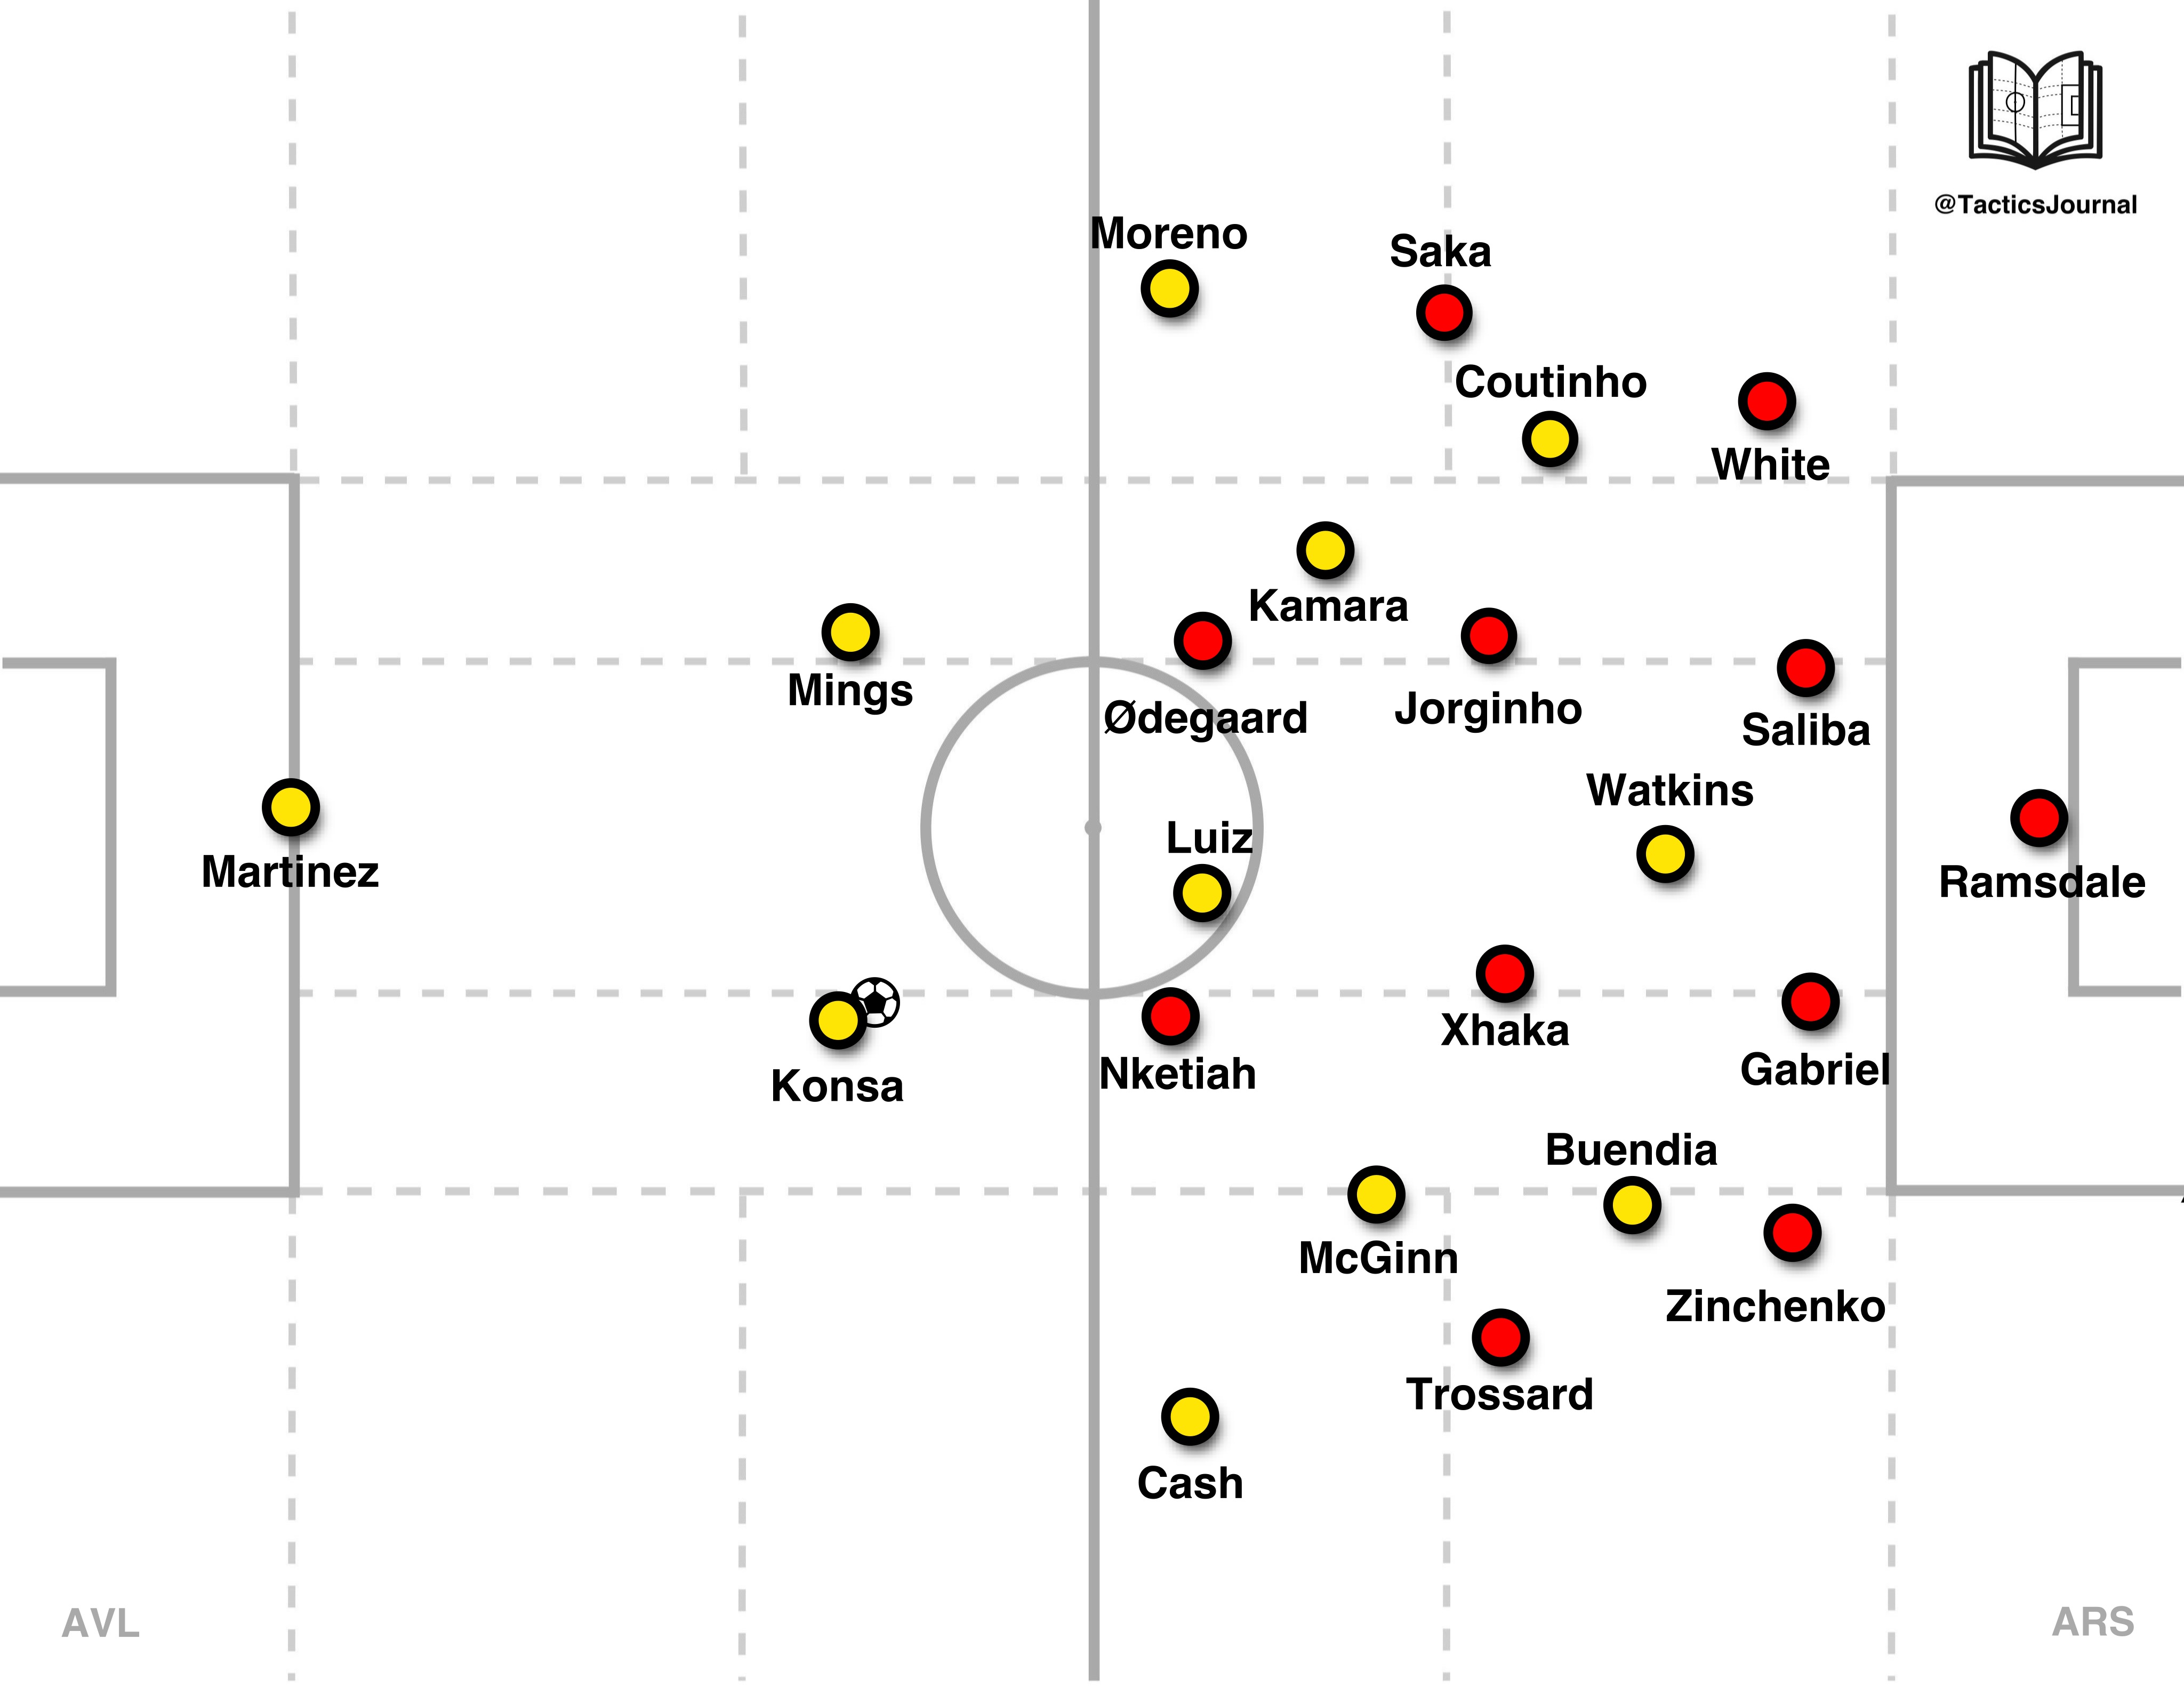 @TacticsJournal
Moreno
Saka
Coutinho
White
Kamara
Mings
Ødegaard
Jorginho
Saliba
Watkins
Luiz
Martinez
Ramsdale
Konsa
Nketiah
Xhaka
Gabriel
Buendia
McGinn
Zinchenko
Trossard
Cash
AVL
ARS